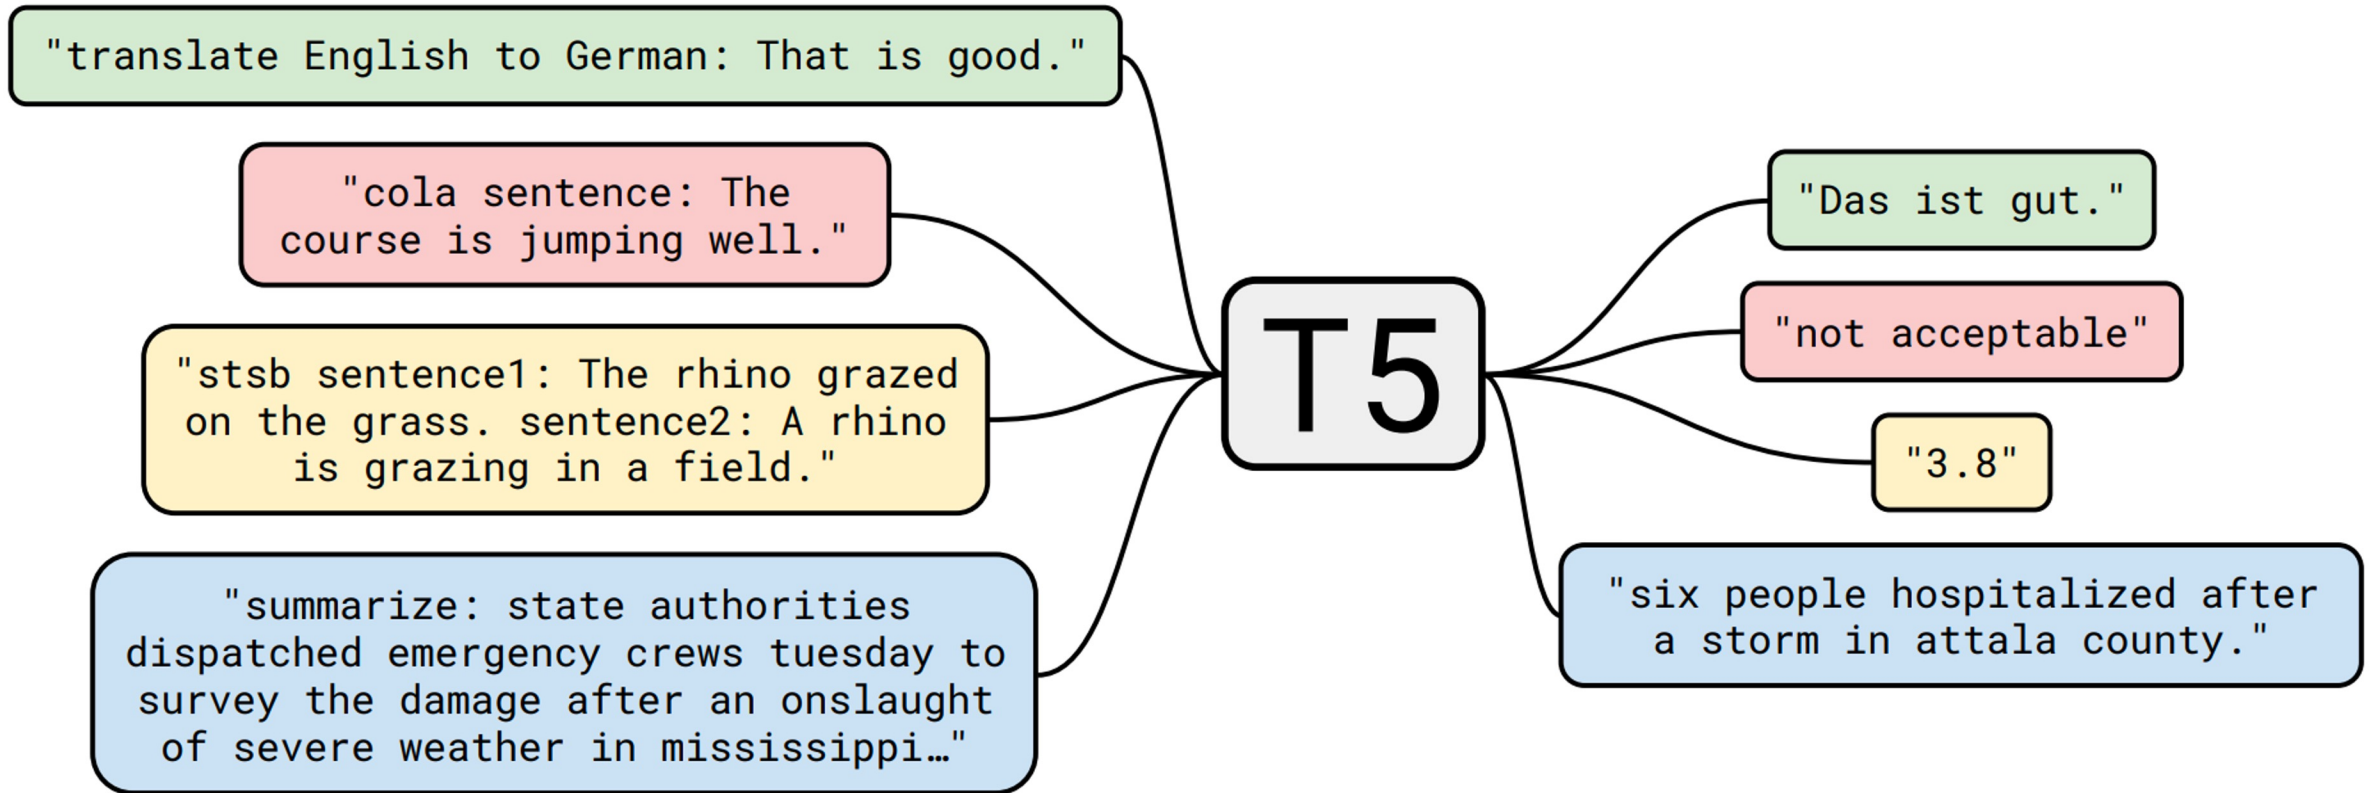 "translate English to German: That is good."
"cola sentence: The
course is jumping well."
"stsb sentence1: The rhino grazed
on the grass. sentence2: A rhino
is grazing in a field."
"summarize: state authorities
dispatched emergency crews tuesday to
survey the damage after an onslaught
of severe weather in mississippi…"
T5
"Das ist gut."
"not acceptable"
"3.8"
"six people hospitalized after
a storm in attala county."